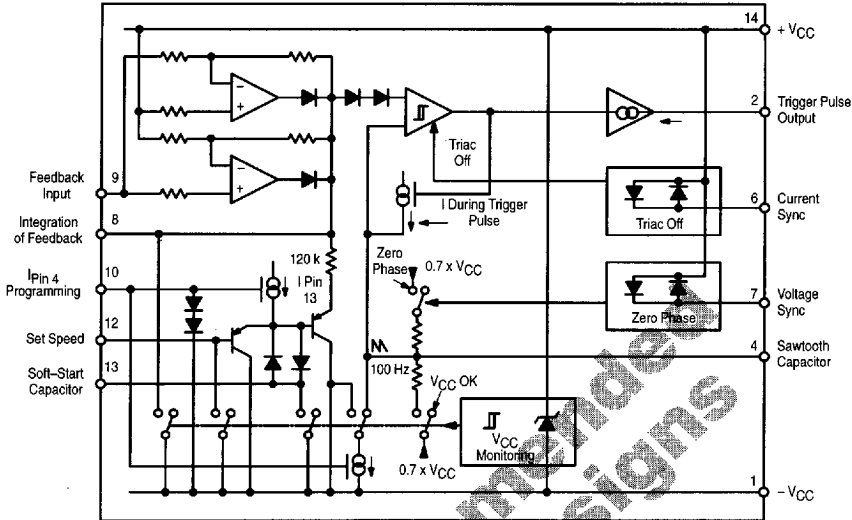 14
+ VCC
2
Trigger Pulse
Output
−
+
Triac
Off
9
Feedback
Input
−
+
I During Trigger
Pulse
6
Current
Sync
Triac Off
8
Integration
of Feedback
120 k
I Pin
13
Zero
Phase
0.7 x VCC
10
IPin 4
Programming
7
Voltage
Sync
Zero Phase
12
Set Speed
4
Sawtooth
Capacitor
100 Hz
13
Soft–Start
Capacitor
VCC OK
VCC
Monitoring
0.7 x VCC
1
− VCC
mended
signs